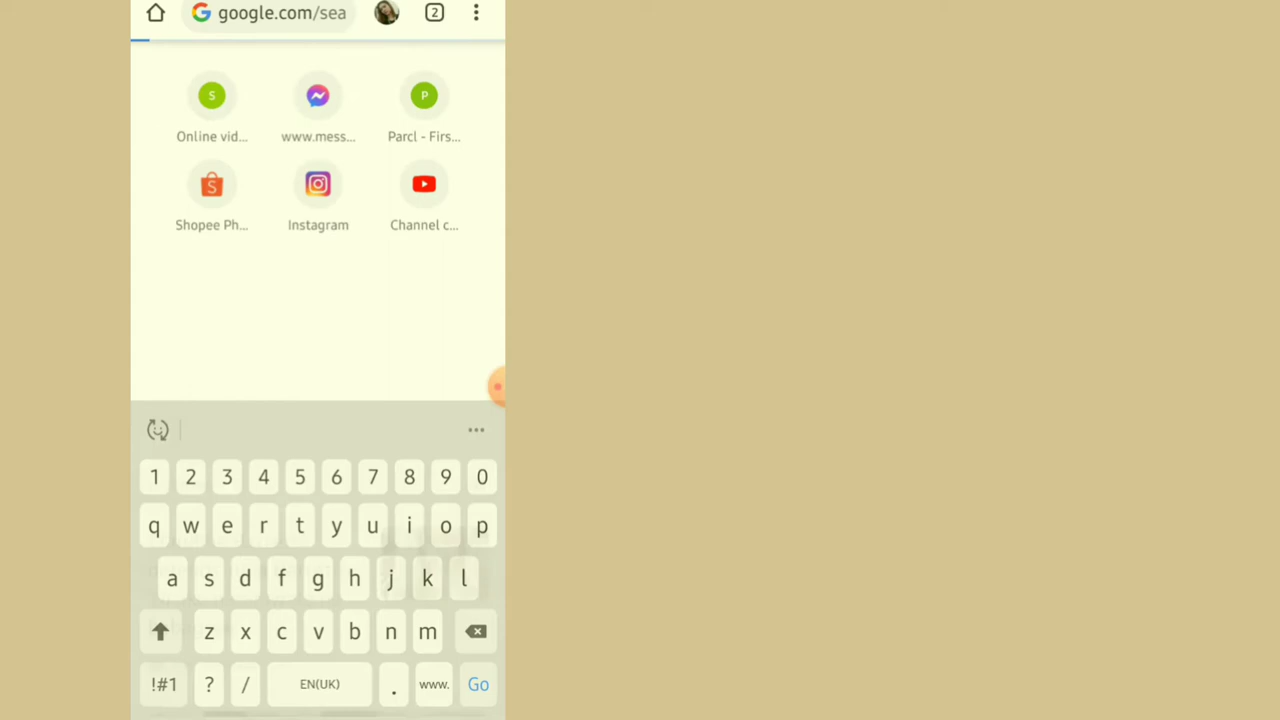 google.com/sea 2
S P
Online vid... www.mess... Parcl - Firs...
S
Shopee Ph... Instagram Channel c...
1 2 3 4 5 6 7 8 9 0
q w e r t y u i o p
a s d f g h j k l
z x c v b n m
!#1 ? / EN(UK) . www. Go